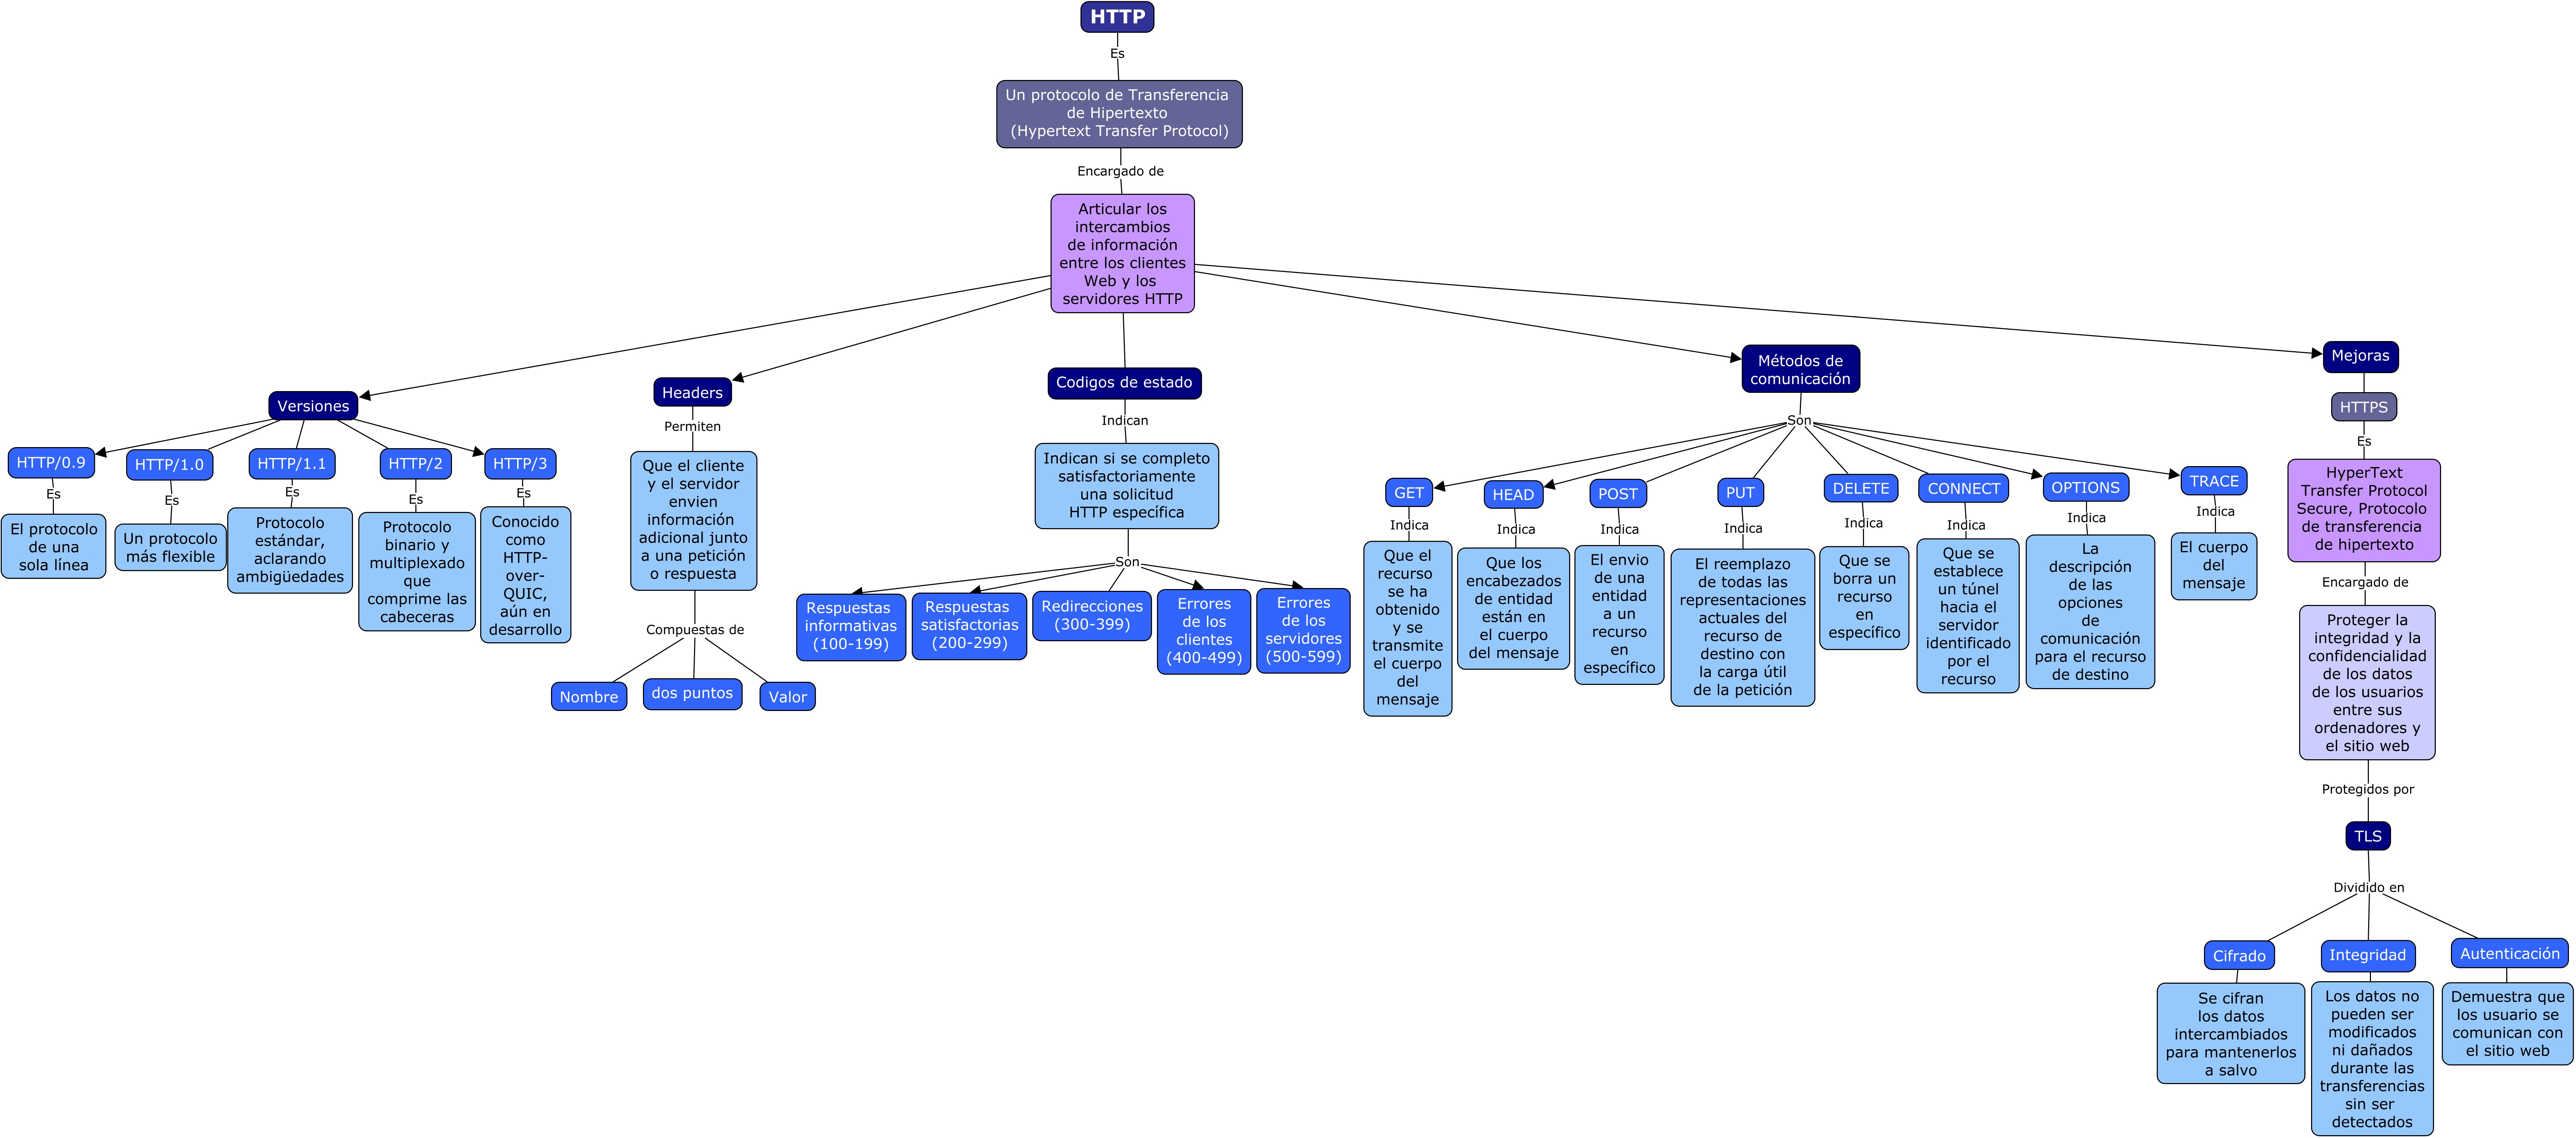 HTTP
Es
Un protocolo de Transferencia
de Hipertexto
(Hypertext Transfer Protocol)
Encargado de
Articular los
intercambios
de información
entre los clientes
Web y los
servidores HTTP
Versiones
HTTP/0.9
Es
El protocolo
de una
sola línea
HTTP/1.0
Es
Un protocolo
más flexible
HTTP/1.1
Es
Protocolo
estándar,
aclarando
ambigüedades
HTTP/2
Es
Protocolo
binario y
multiplexado
que
comprime las
cabeceras
HTTP/3
Es
Conocido
como
HTTP-
over-
QUIC,
aún en
desarrollo
Headers
Permiten
Que el cliente
y el servidor
envien
información
adicional junto
a una petición
o respuesta
Compuestas de
Nombre
dos puntos
Valor
Codigos de estado
Indican
Indican si se completo
satisfactoriamente
una solicitud
HTTP específica
Son
Respuestas
informativas
(100-199)
Respuestas
satisfactorias
(200-299)
Redirecciones
(300-399)
Errores
de los
clientes
(400-499)
Errores
de los
servidores
(500-599)
Métodos de
comunicación
Son
GET
Indica
Que el
recurso
se ha
obtenido
y se
transmite
el cuerpo
del
mensaje
HEAD
Indica
Que los
encabezados
de entidad
están en
el cuerpo
del mensaje
POST
Indica
El envio
de una
entidad
a un
recurso
en
específico
PUT
Indica
El reemplazo
de todas las
representaciones
actuales del
recurso de
destino con
la carga útil
de la petición
DELETE
Indica
Que se
borra un
recurso
en
específico
CONNECT
Indica
Que se
establece
un túnel
hacia el
servidor
identificado
por el
recurso
OPTIONS
Indica
La
descripción
de las
opciones
de
comunicación
para el recurso
de destino
TRACE
Indica
El cuerpo
del
mensaje
Mejoras
HTTPS
Es
HyperText
Transfer Protocol
Secure, Protocolo
de transferencia
de hipertexto
Encargado de
Proteger la
integridad y la
confidencialidad
de los datos
de los usuarios
entre sus
ordenadores y
el sitio web
Protegidos por
TLS
Dividido en
Cifrado
Se cifran
los datos
intercambiados
para mantenerlos
a salvo
Integridad
Los datos no
pueden ser
modificados
ni dañados
durante las
transferencias
sin ser
detectados
Autenticación
Demuestra que
los usuario se
comunican con
el sitio web